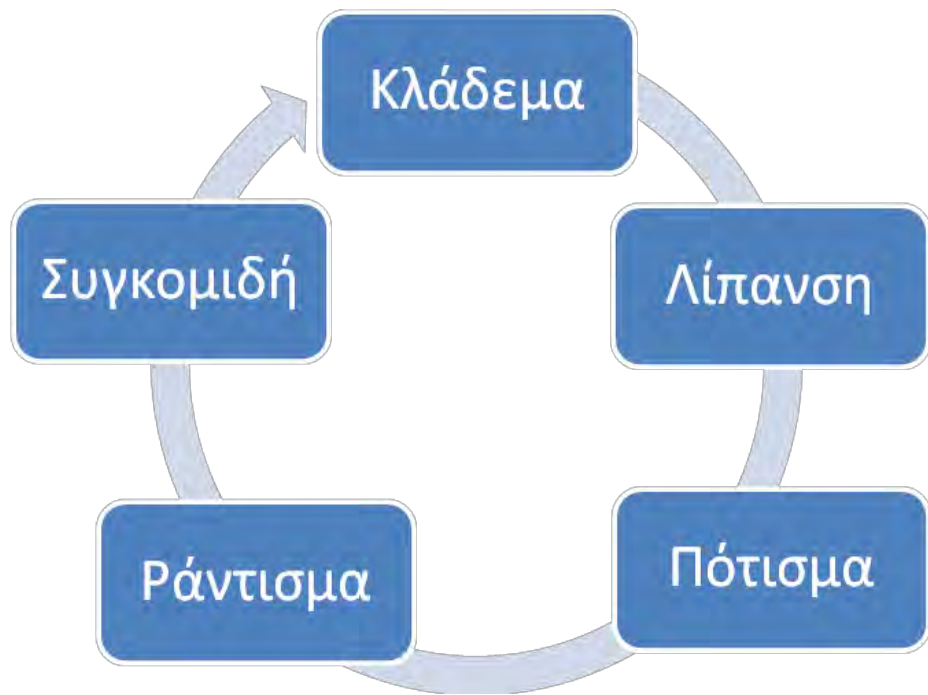 Κλάδεμα
Λίπανση
Πότισμα
Ράντισμα
Συγκομιδή